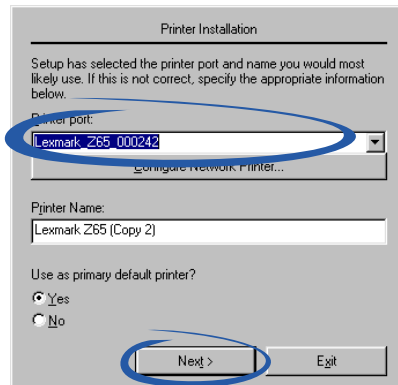 Printer Installation
Setup has selected the printer port and name you would most
likely use. If this is not correct, specify the appropriate information
below.
Printer port:
Lexmark_Z65_000242
Configure Network Printer...
Printer Name:
Lexmark Z65 (Copy 2)
Use as primary default printer?
Yes
No
Next >
Exit